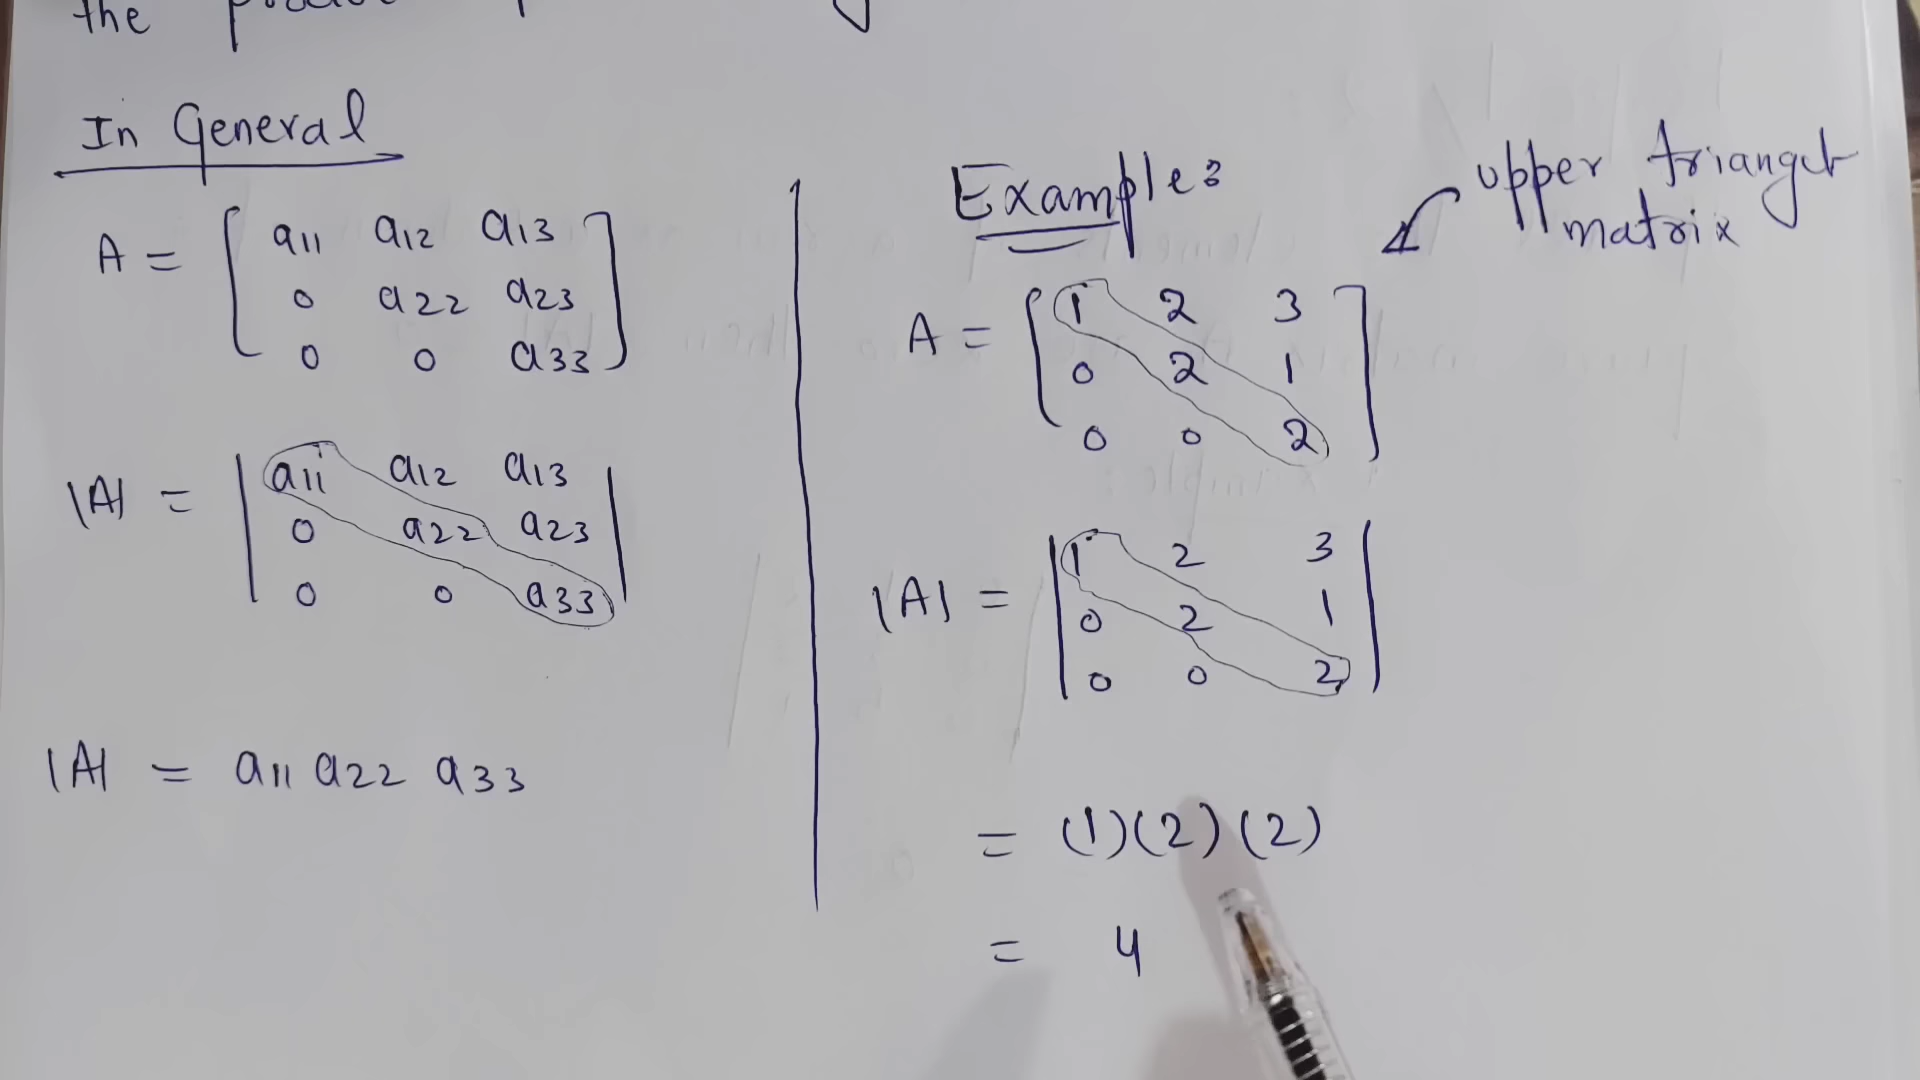 the
In General
A = [ a11 a12 a13
0 a22 a23
0 0 a33 ]
|A| = | a11 a12 a13
0 a22 a23
0 0 a33 |
|A| = a11 a22 a33
Example:
upper
matrix
A = [ 1 2 3
0 2 1
0 0 2 ]
|A| = | 1 2 3
0 2 1
0 0 2 |
= (1)(2)(2)
= 4